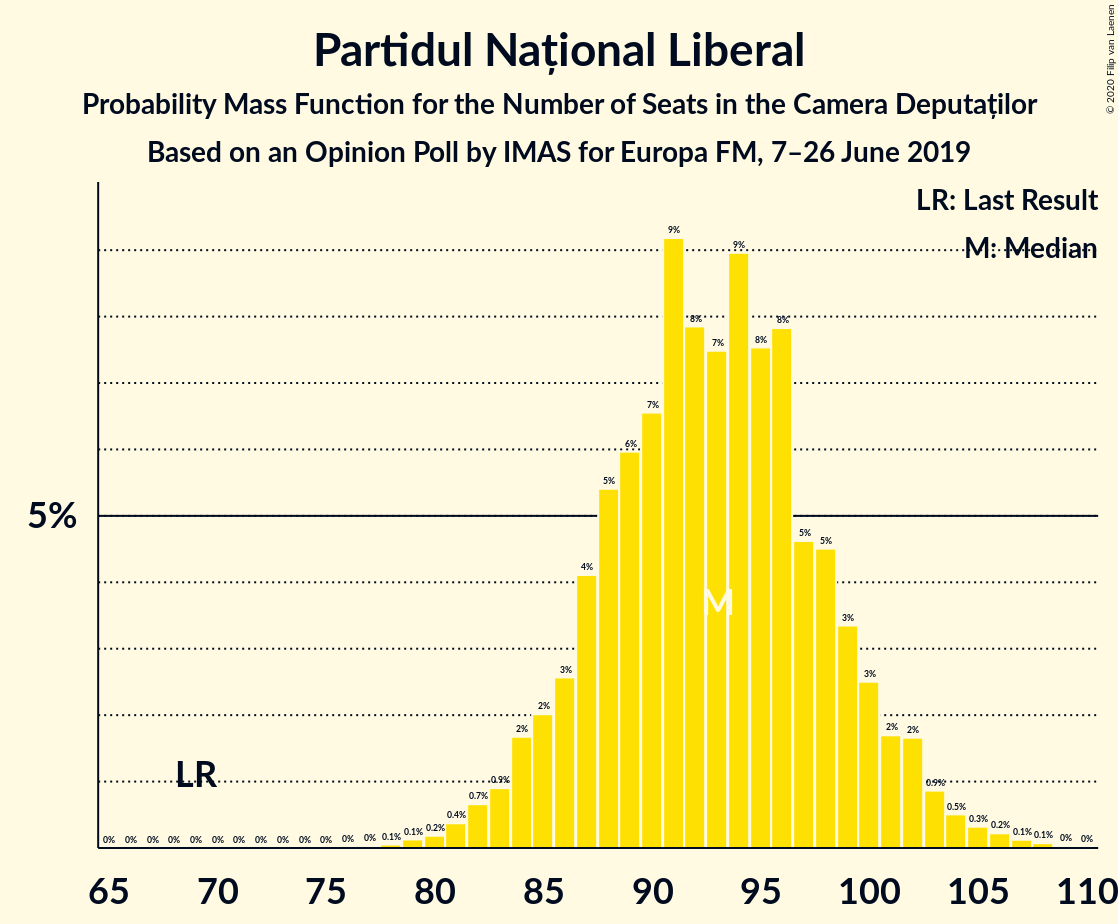 Partidul Național Liberal
Probability Mass Function for the Number of Seats in the Camera Deputaților
Based on an Opinion Poll by IMAS for Europa FM, 7–26 June 2019
© 2020 Filip van Laenen
LR: Last Result
M: Median
5%
0% 0% 0% 0% 0% 0% 0% 0% 0% 0% 0% 0% 0% 0.1% 0.1% 0.2% 0.4% 0.7% 0.9% 2% 2% 3% 4% 5% 6% 7% 9% 8% 7% 9% 8% 8% 5% 5% 3% 3% 2% 2% 0.9% 0.5% 0.3% 0.2% 0.1% 0.1% 0% 0%
M
LR
65 70 75 80 85 90 95 100 105 110